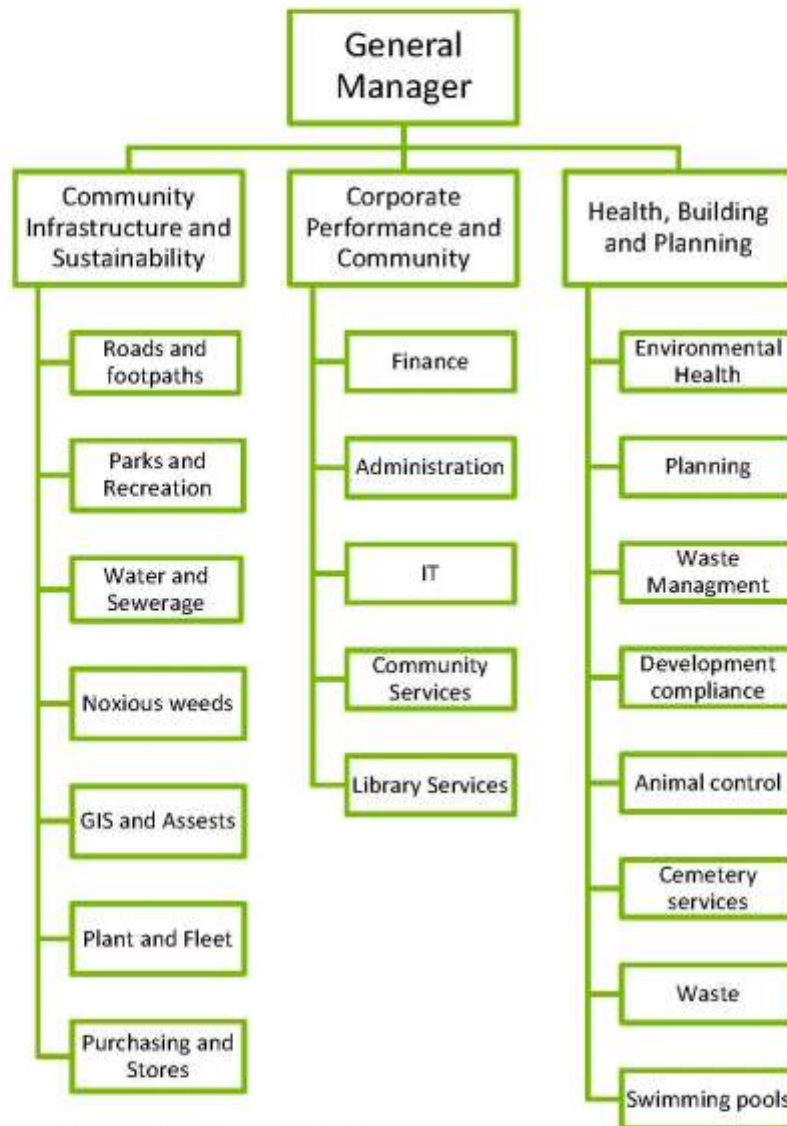 General
Manager
Community
Infrastructure and
Sustainability
Corporate
Performance and
Community
Health, Building
and Planning
Roads and
footpaths
Parks and
Recreation
Water and
Sewerage
Noxious weeds
GIS and Assests
Plant and Fleet
Purchasing and
Stores
Finance
Administration
IT
Community
Services
Library Services
Environmental
Health
Planning
Waste
Managment
Development
compliance
Animal control
Cemetery
services
Waste
Swimming pools